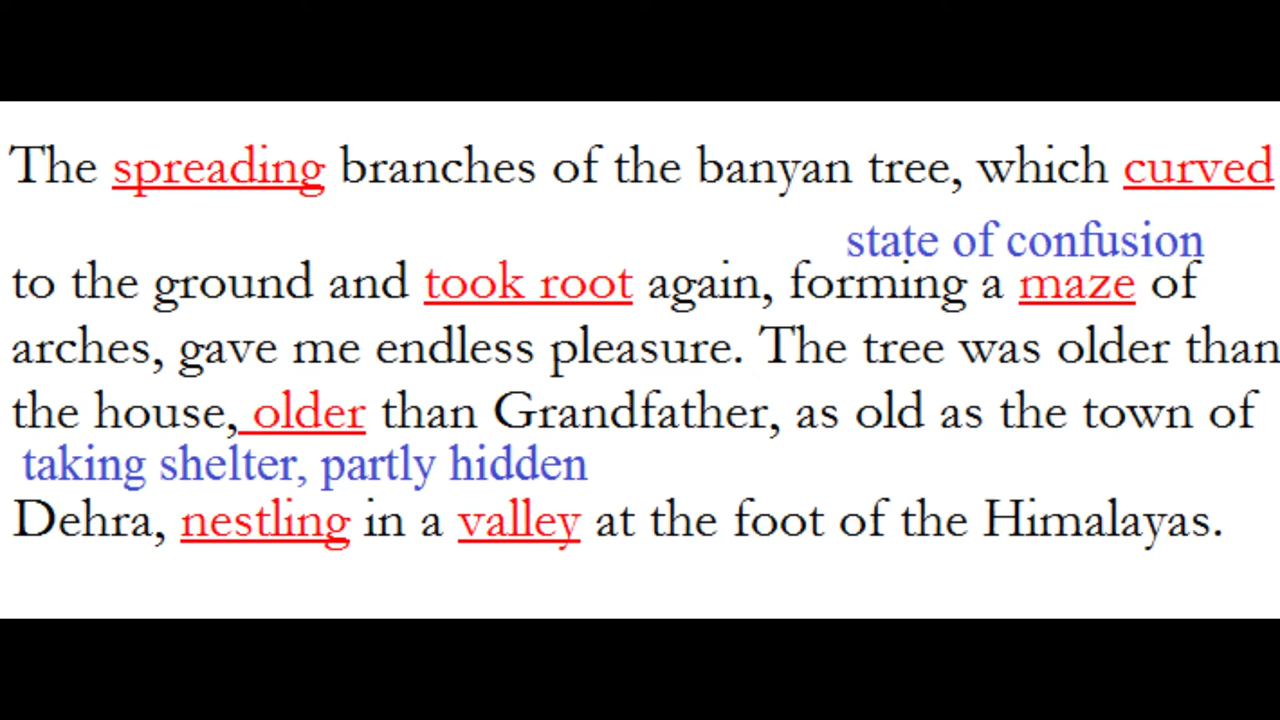 The spreading branches of the banyan tree, which curved
state of confusion
to the ground and took root again, forming a maze of
arches, gave me endless pleasure. The tree was older than
the house, older than Grandfather, as old as the town of
taking shelter, partly hidden
Dehra, nestling in a valley at the foot of the Himalayas.